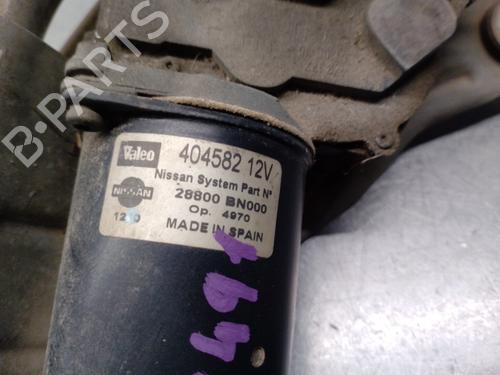 B-PARTS
Valeo 404582 12V
Nissan System Part Nº
NISSAN 28800 BN000
Op. 4970
MADE IN SPAIN